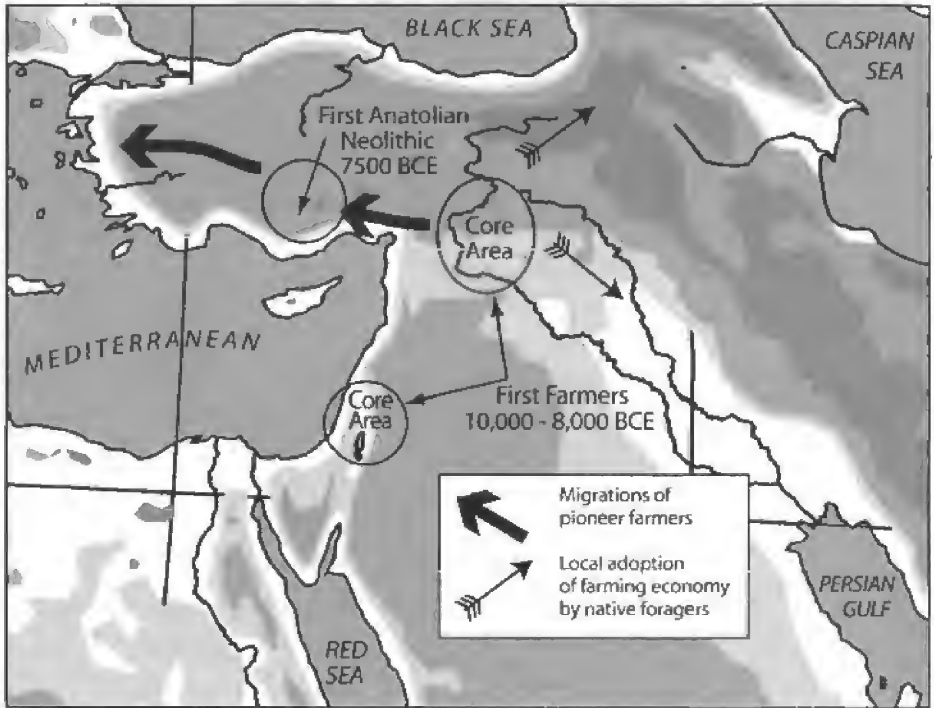 BLACK SEA
CASPIAN
SEA
First Anatolian
Neolithic
7500 BCE
Core
Area
MEDITERRANEAN
Core
Area
First Farmers
10,000 - 8,000 BCE
Migrations of
pioneer farmers
Local adoption
of farming economy
by native foragers
PERSIAN
GULF
RED
SEA